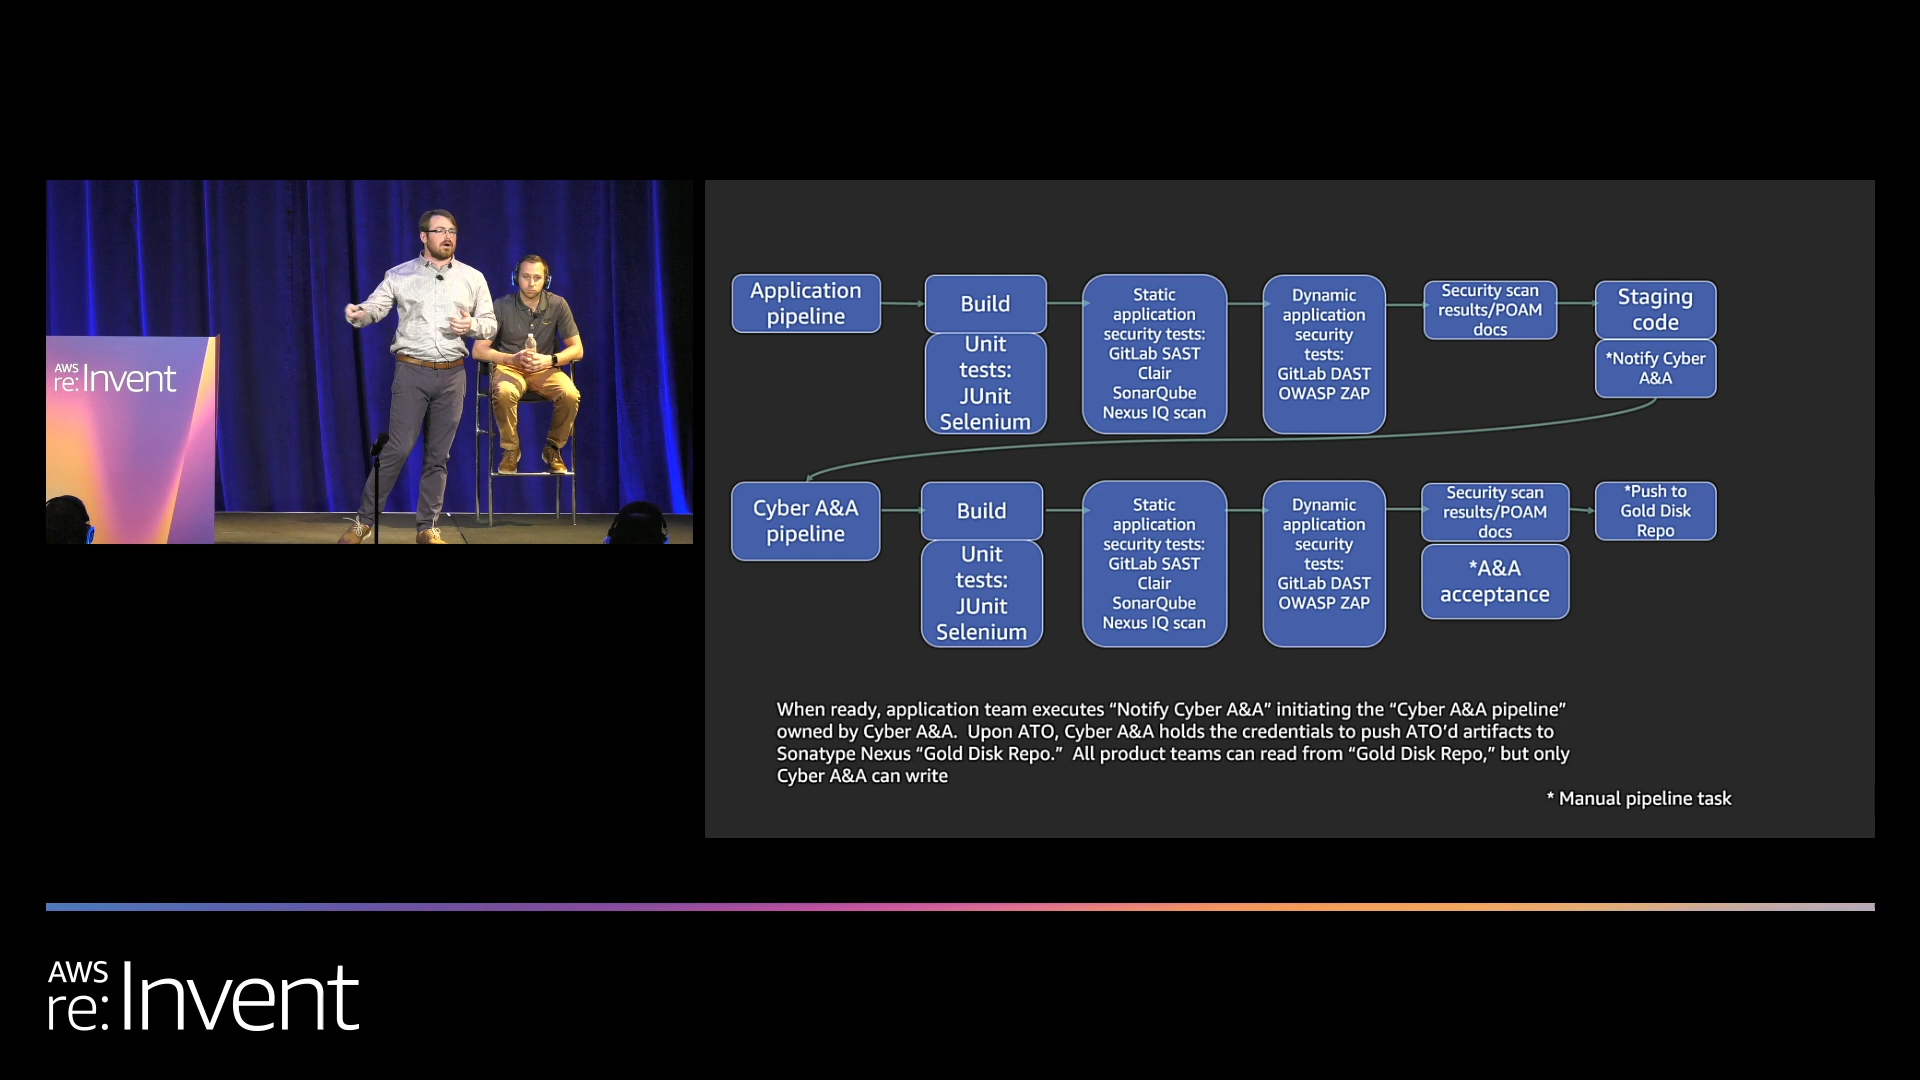 AWS
re:Invent
Application
pipeline
Build
Unit
tests:
JUnit
Selenium
Static
application
security tests:
GitLab SAST
Clair
SonarQube
Nexus IQ scan
Dynamic
application
security
tests:
GitLab DAST
OWASP ZAP
Security scan
results/POAM
docs
Staging
code
*Notify Cyber
A&A
Cyber A&A
pipeline
Build
Unit
tests:
JUnit
Selenium
Static
application
security tests:
GitLab SAST
Clair
SonarQube
Nexus IQ scan
Dynamic
application
security
tests:
GitLab DAST
OWASP ZAP
Security scan
results/POAM
docs
*A&A
acceptance
*Push to
Gold Disk
Repo
When ready, application team executes “Notify Cyber A&A” initiating the “Cyber A&A pipeline”
owned by Cyber A&A.  Upon ATO, Cyber A&A holds the credentials to push ATO’d artifacts to
Sonatype Nexus “Gold Disk Repo.”  All product teams can read from “Gold Disk Repo,” but only
Cyber A&A can write
* Manual pipeline task
AWS
re:Invent